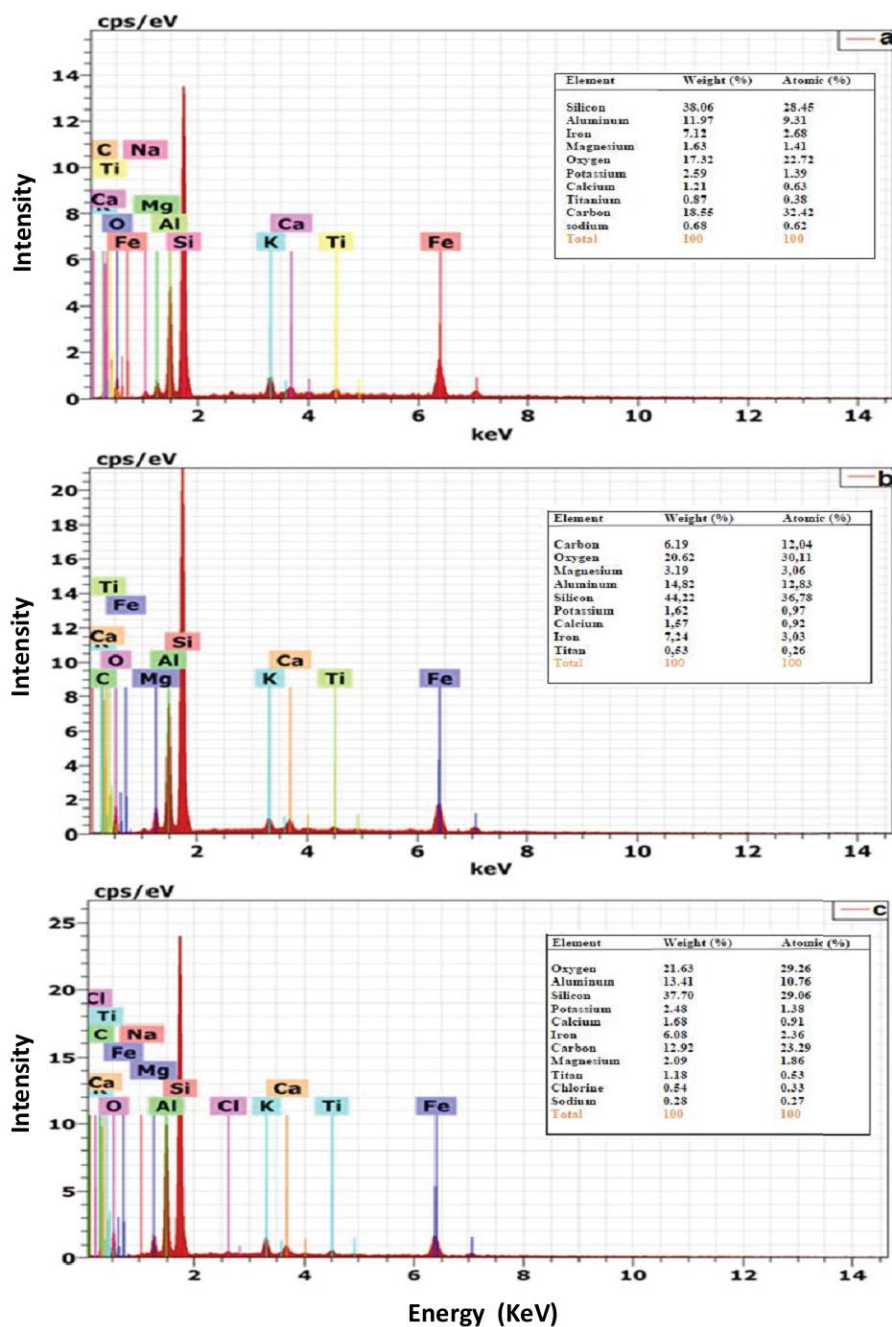 cps/eV
a
14
12
10
8
6
4
2
0
C Na
Ti
Ca
O Mg
Fe Al
Si
K Ca Ti Fe
Element Weight (%) Atomic (%)
Silicon 38.06 28.45
Aluminum 11.97 9.31
Iron 7.12 2.68
Magnesium 1.63 1.41
Oxygen 17.32 22.72
Potassium 2.59 1.39
Calcium 1.21 0.63
Titanium 0.87 0.38
Carbon 18.55 32.42
sodium 0.68 0.62
Total 100 100
2 4 6 8 10 12 14
keV
Intensity
cps/eV
b
20
18
16
14
12
10
8
6
4
2
0
Ti
Fe
Ca
O Al Si
C Mg
K Ca Ti Fe
Element Weight (%) Atomic (%)
Carbon 6.19 12,04
Oxygen 20.62 30,11
Magnesium 3.19 3,06
Aluminum 14,82 12,83
Silicon 44,22 36,78
Potassium 1,62 0,97
Calcium 1,57 0,92
Iron 7,24 3,03
Titan 0,53 0,26
Total 100 100
2 4 6 8 10 12 14
keV
Intensity
cps/eV
c
25
20
15
10
5
0
Cl
Ti
C Na
Fe
Mg
Ca Si
O Al Cl K Ca Ti Fe
Element Weight (%) Atomic (%)
Oxygen 21.63 29.26
Aluminum 13.41 10.76
Silicon 37.70 29.06
Potassium 2.48 1.38
Calcium 1.68 0.91
Iron 6.08 2.36
Carbon 12.92 23.29
Magnesium 2.09 1.86
Titan 1.18 0.53
Chlorine 0.54 0.33
Sodium 0.28 0.27
Total 100 100
2 4 6 8 10 12 14
Intensity
Energy (KeV)